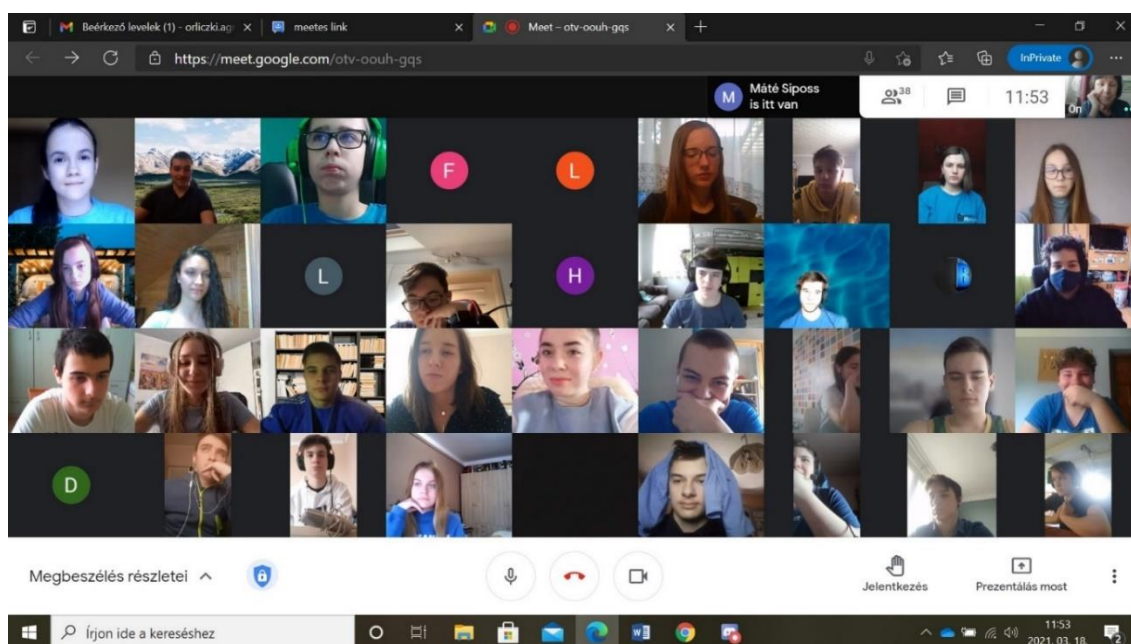 Beérkező levelek (1) - orliczki.ag
meetes link
Meet – otv-oouh-gqs
https://meet.google.com/otv-oouh-gqs
InPrivate
M
Máté Siposs
is itt van
38
11:53
Ön
F
L
L
H
D
Megbeszélés részletei
Jelentkezés
Prezentálás most
Írjon ide a kereséshez
11:53
2021. 03. 18.
2